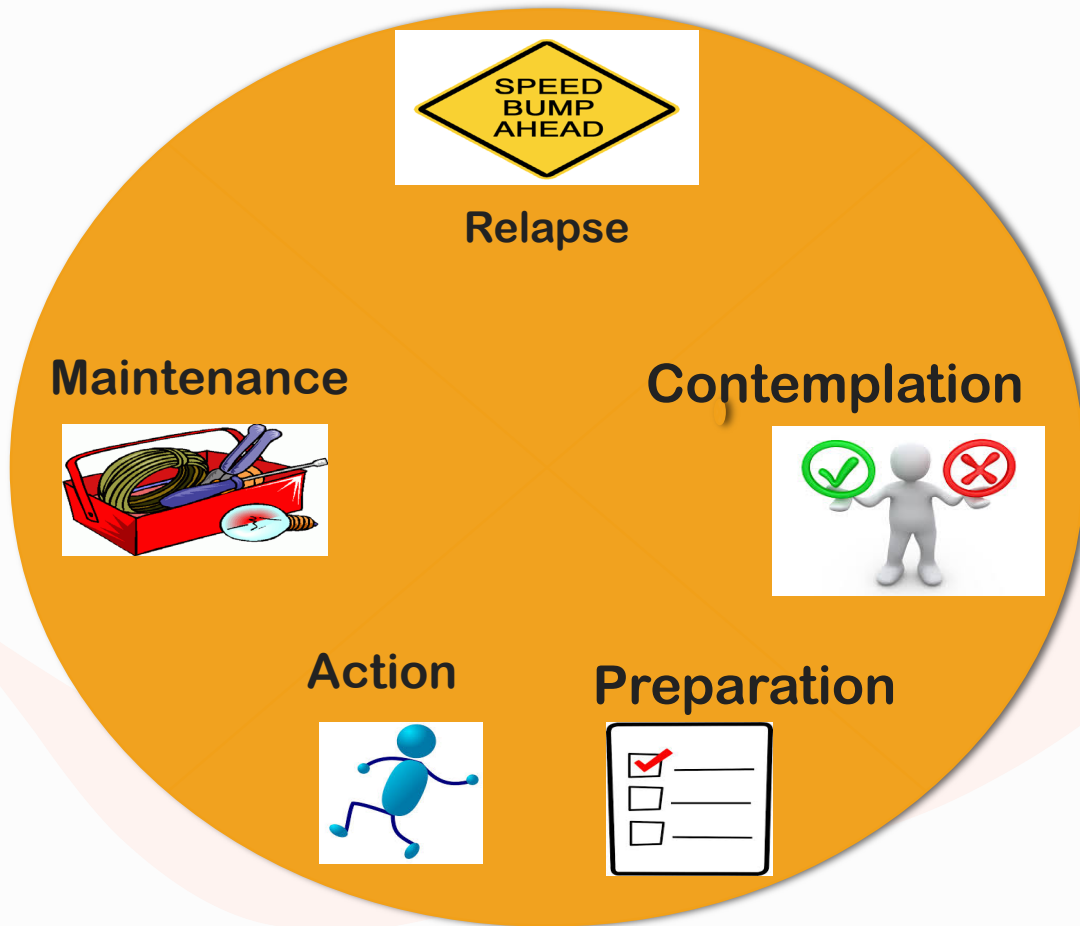 SPEED
BUMP
AHEAD
Relapse
Maintenance
Contemplation
Action
Preparation